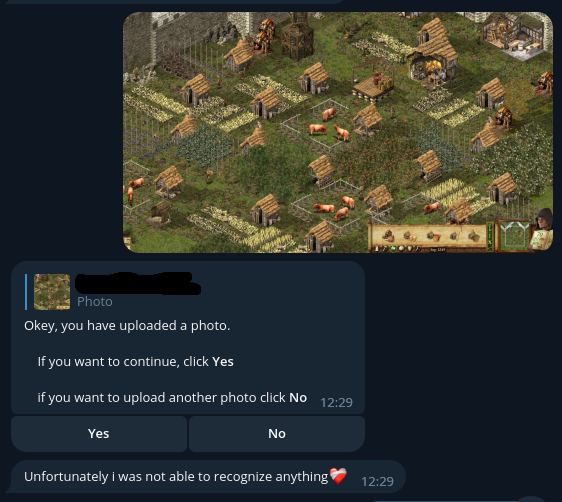 Photo
Okey, you have uploaded a photo.
If you want to continue, click Yes
if you want to upload another photo click No
12:29
Yes
No
Unfortunately i was not able to recognize anything❤️‍🩹
12:29